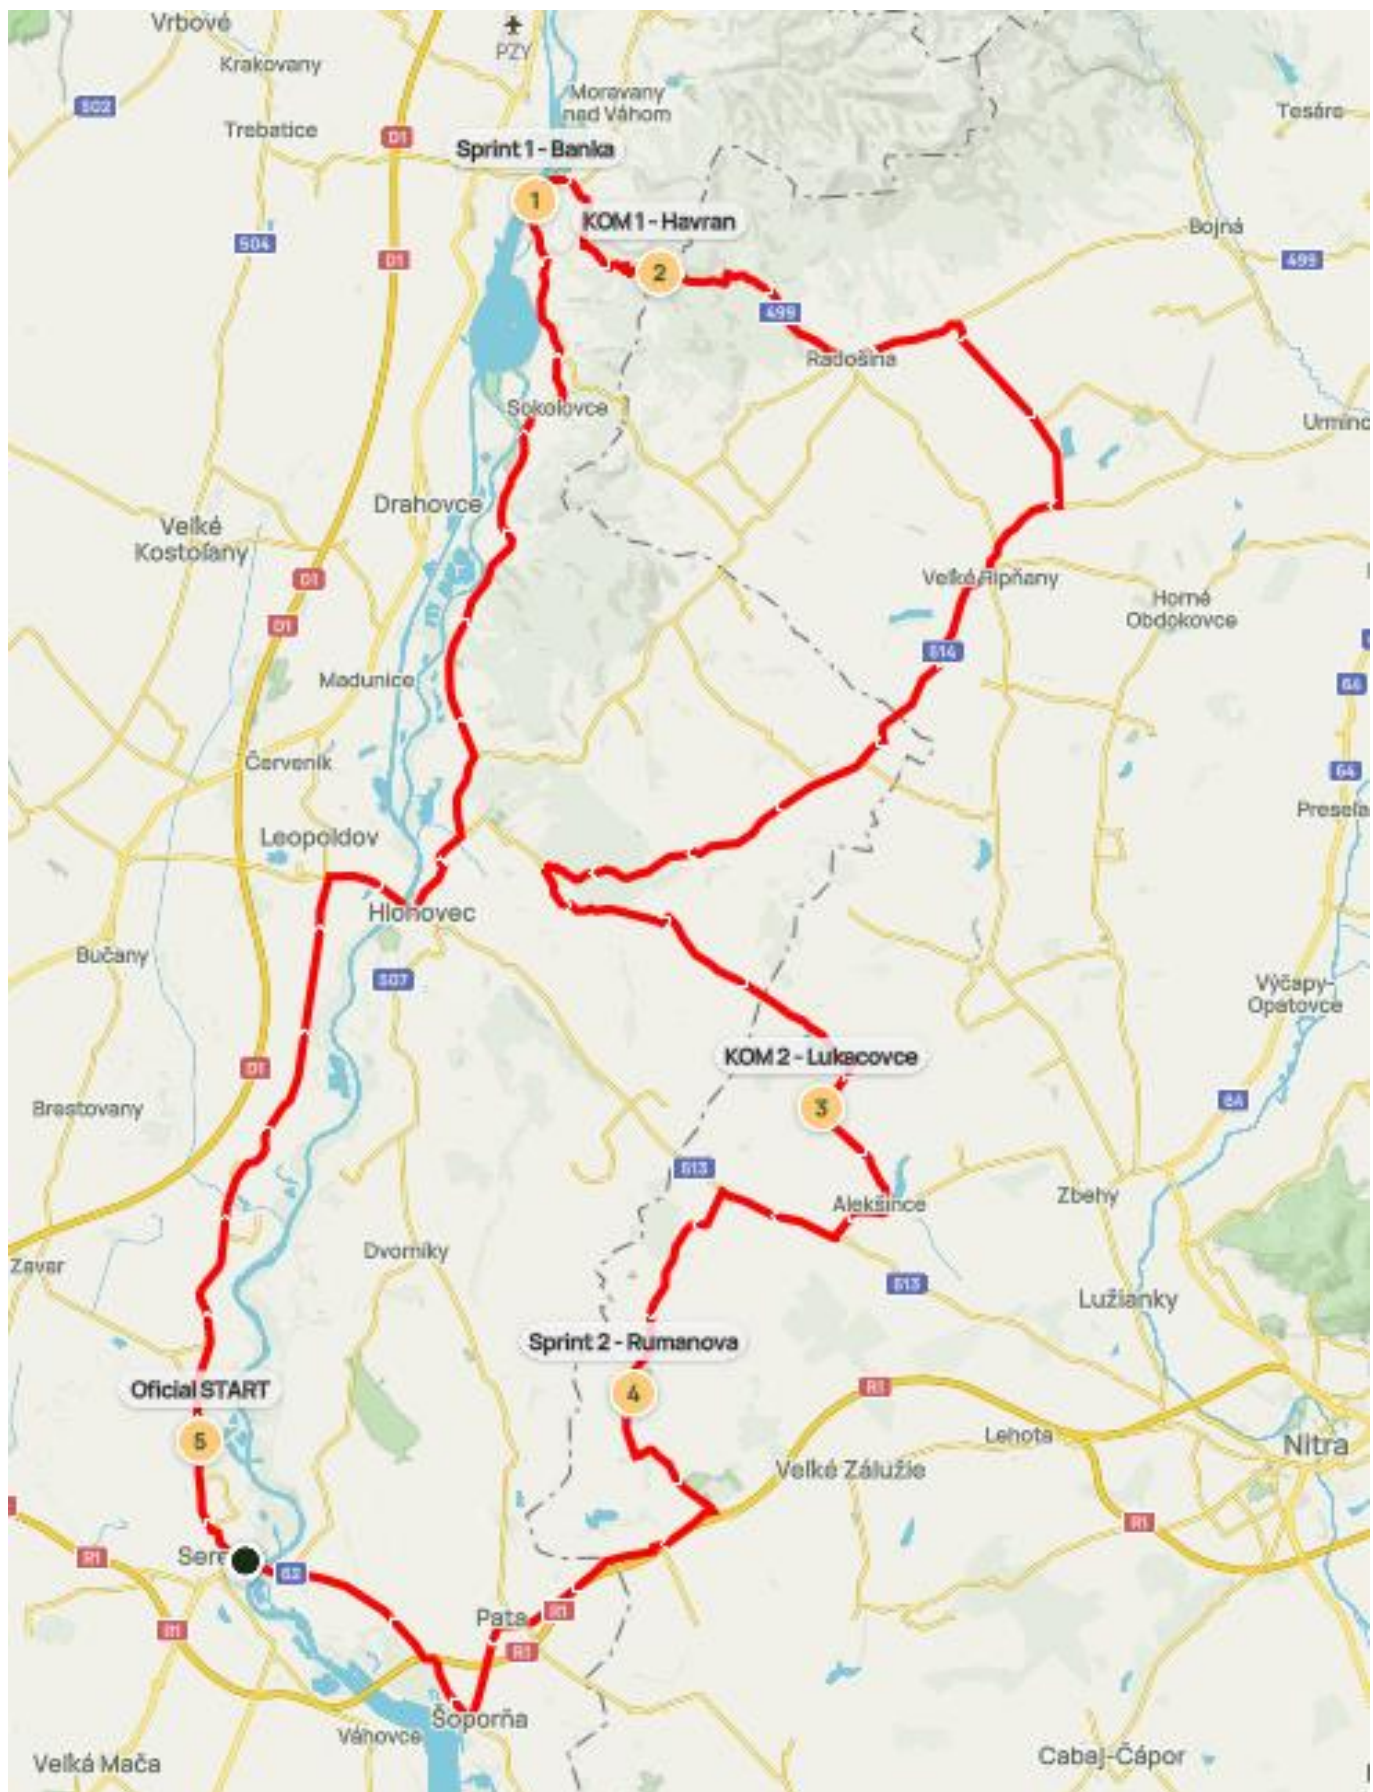 Vrbové
PZY
Krakovany
Moravany
nad Váhom
502
Tesáre
Trebatice
D1
Sprint 1 - Banka
1
KOM 1 - Havran
Bojná
504
D1
2
499
499
Radošina
Sokolovce
Urminc
Drahovce
Veľké
Kostoľany
D1
Veľké Ripňany
Horné
Obdokovce
D1
514
Madunice
64
Červeník
64
Preseľa
Leopoldov
Hlohovec
Bučany
507
Výčapy-
Opatovce
KOM 2 - Lukacovce
D1
64
Brestovany
3
513
Zbehy
Alekšince
Dvorníky
Zavar
513
Lužianky
Sprint 2 - Rumanova
Oficial START
4
R1
5
Lehota
Nitra
Veľké Zálužie
R1
Sere
R1
62
Pata
R1
R1
R1
Šoporňa
Váhovce
Veľká Mača
Cabaj-Čápor